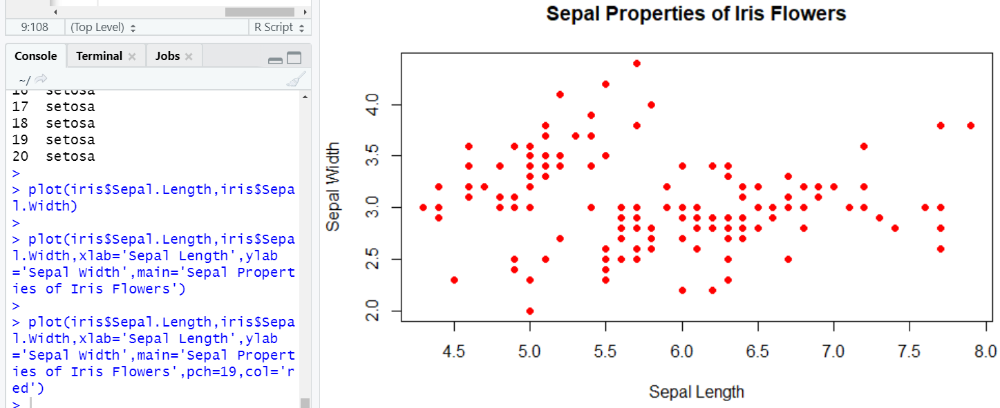 9:108 (Top Level) R Script
Console Terminal Jobs
~/
16 setosa
17 setosa
18 setosa
19 setosa
20 setosa
>
> plot(iris$Sepal.Length,iris$Sepa
l.Width)
>
> plot(iris$Sepal.Length,iris$Sepa
l.Width,xlab='Sepal Length',ylab
='Sepal Width',main='Sepal Propert
ies of Iris Flowers')
>
> plot(iris$Sepal.Length,iris$Sepa
l.Width,xlab='Sepal Length',ylab
='Sepal Width',main='Sepal Propert
ies of Iris Flowers',pch=19,col='r
ed')
>
Sepal Properties of Iris Flowers
Sepal Width
4.0
3.5
3.0
2.5
2.0
4.5 5.0 5.5 6.0 6.5 7.0 7.5 8.0
Sepal Length